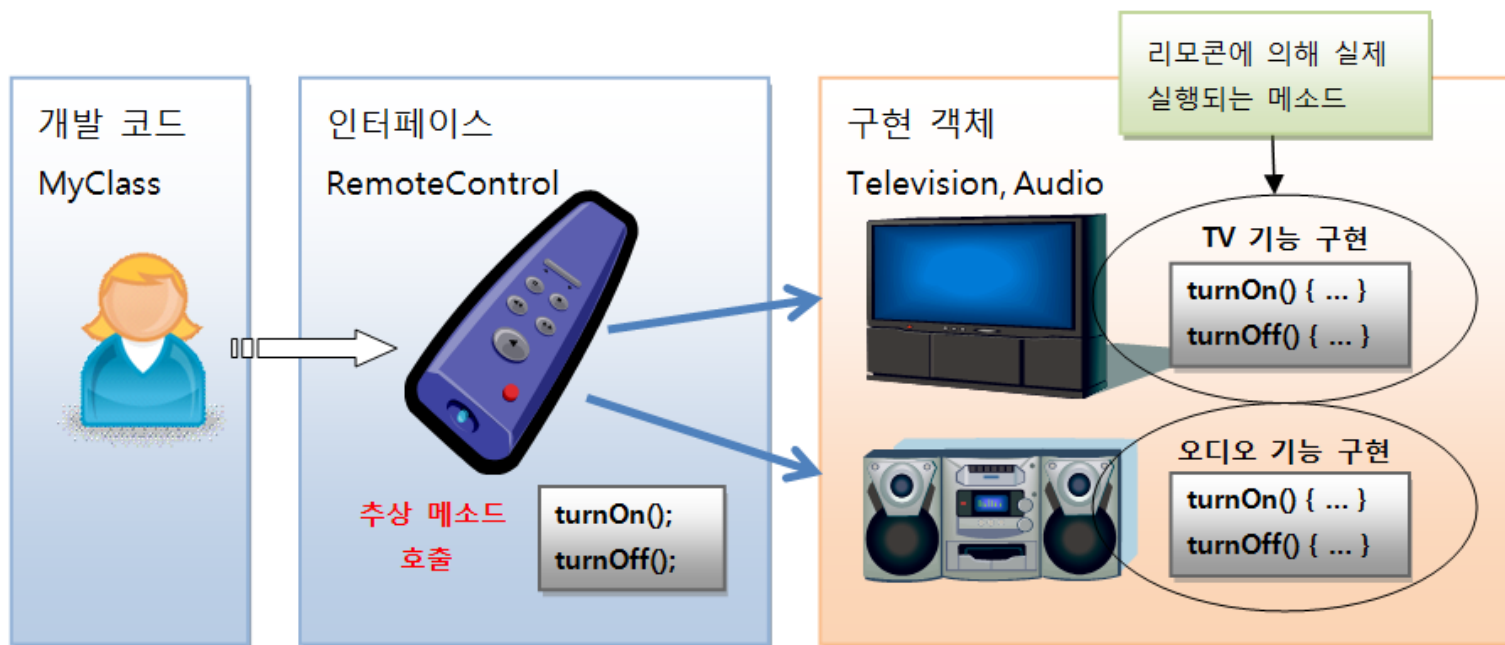 개발 코드
MyClass
인터페이스
RemoteControl
추상 메소드
호출
turnOn();
turnOff();
구현 객체
Television, Audio
리모콘에 의해 실제
실행되는 메소드
TV 기능 구현
turnOn() { ... }
turnOff() { ... }
오디오 기능 구현
turnOn() { ... }
turnOff() { ... }